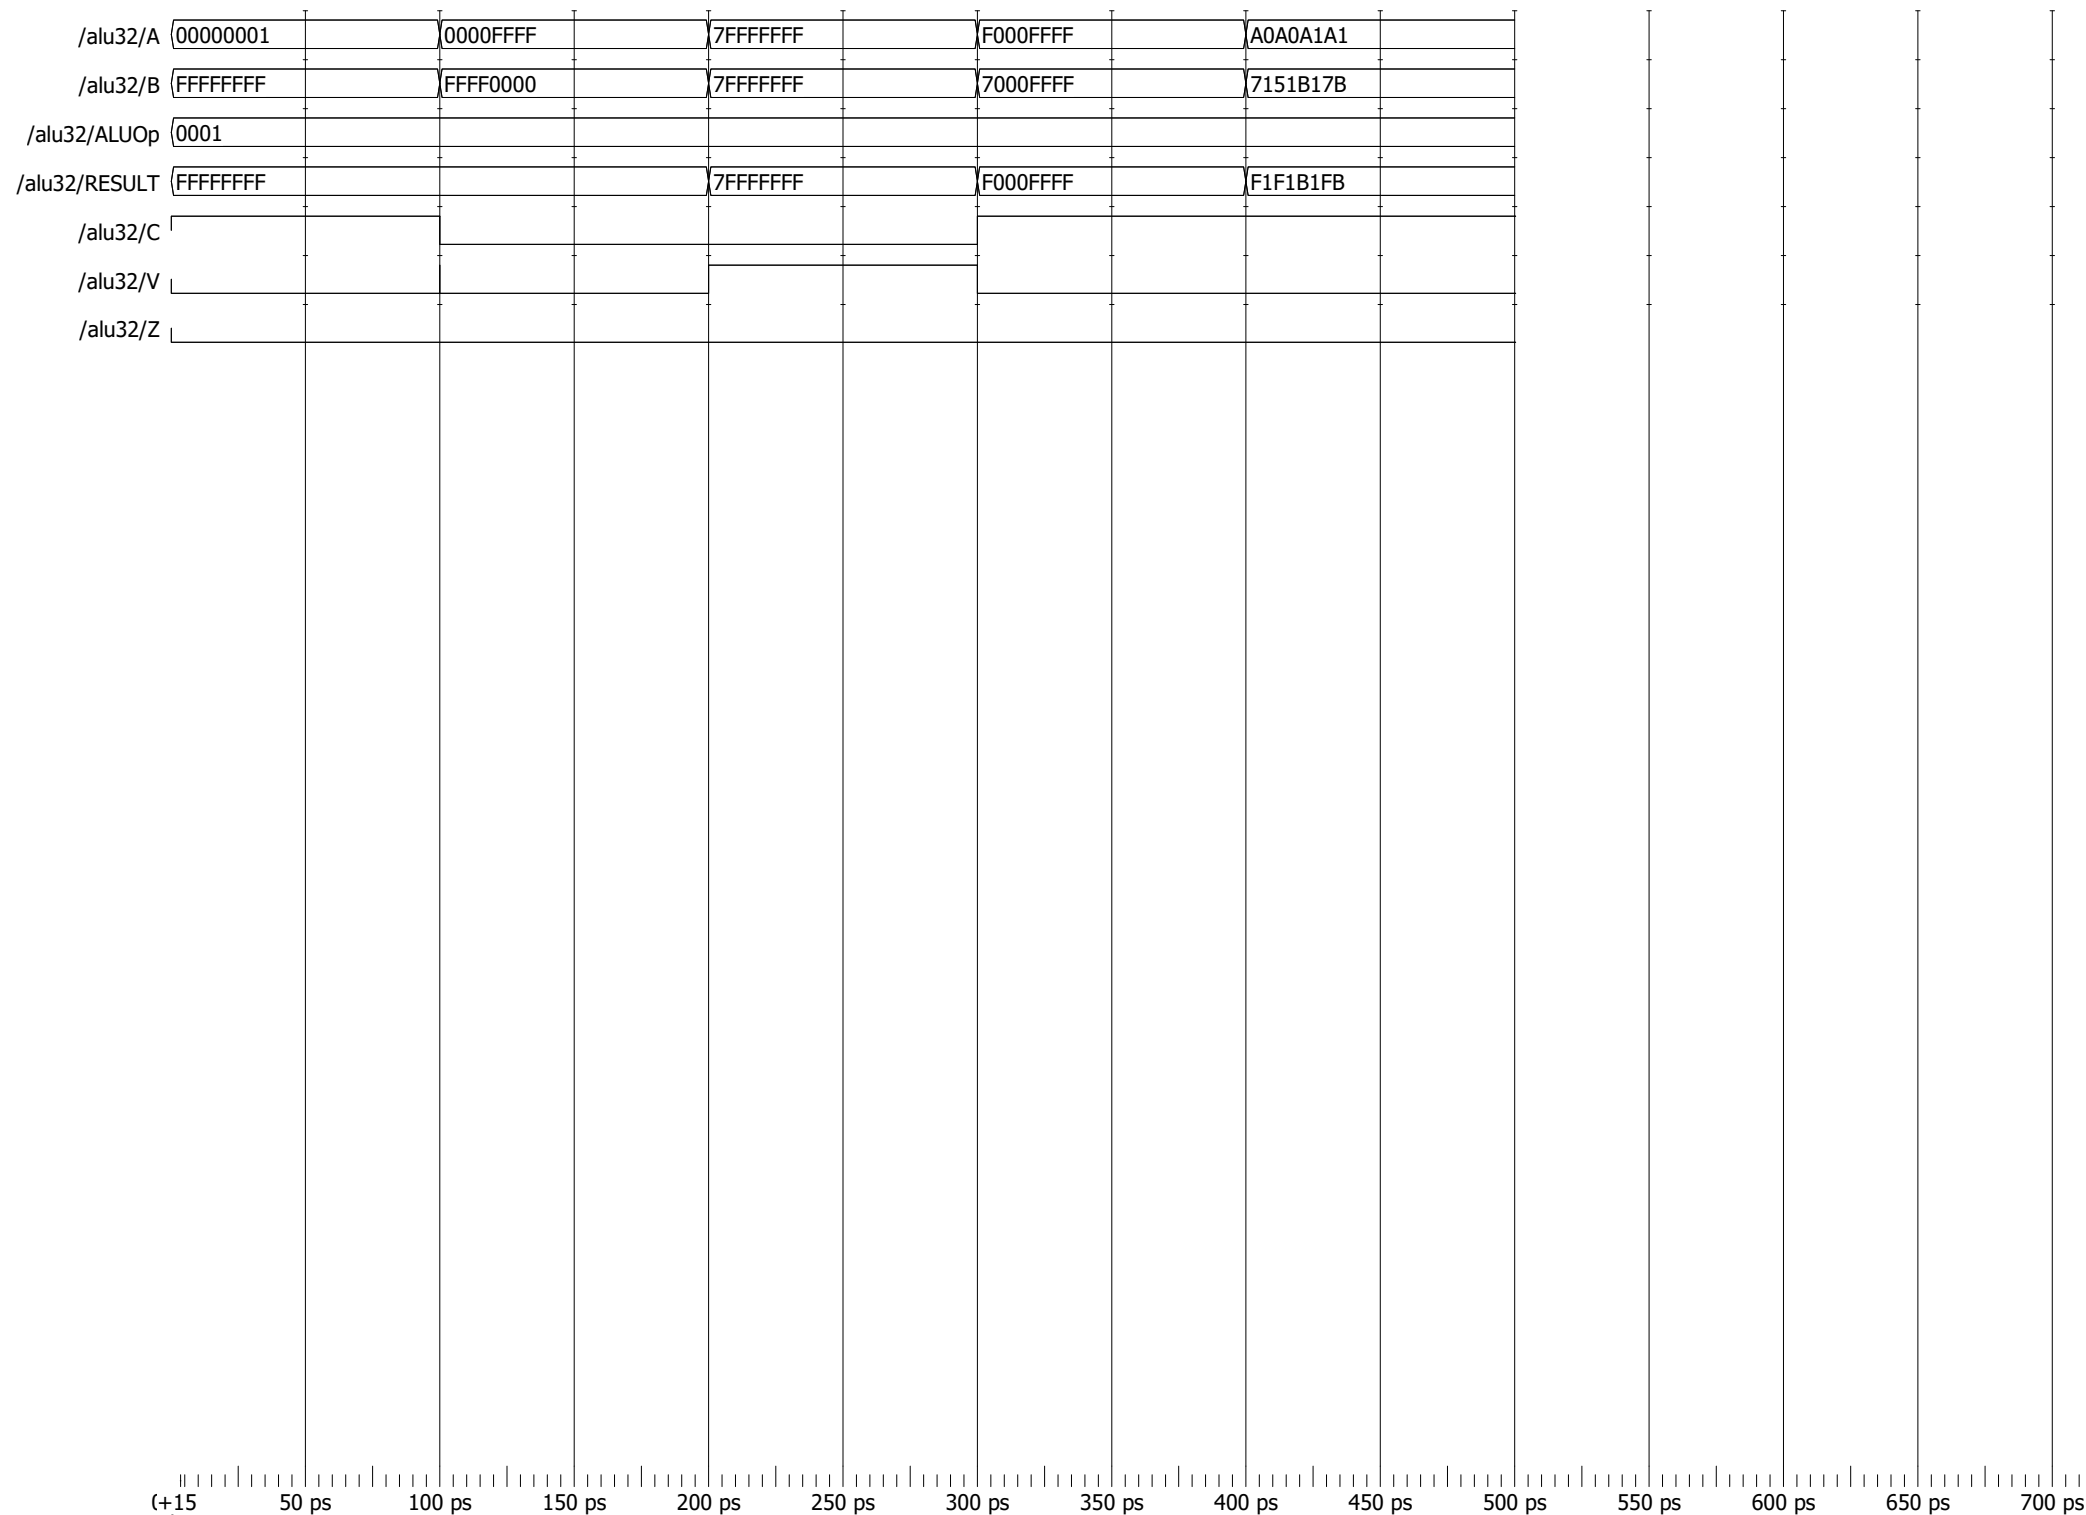 /alu32/A 00000001 0000FFFF 7FFFFFFF F000FFFF A0A0A1A1
/alu32/B FFFFFFFF FFFF0000 7FFFFFFF 7000FFFF 7151B17B
/alu32/ALUOp 0001
/alu32/RESULT FFFFFFFF 7FFFFFFF F000FFFF F1F1B1FB
/alu32/C
/alu32/V
/alu32/Z
50 ps 100 ps 150 ps 200 ps 250 ps 300 ps 350 ps 400 ps 450 ps 500 ps 550 ps 600 ps 650 ps 700 ps